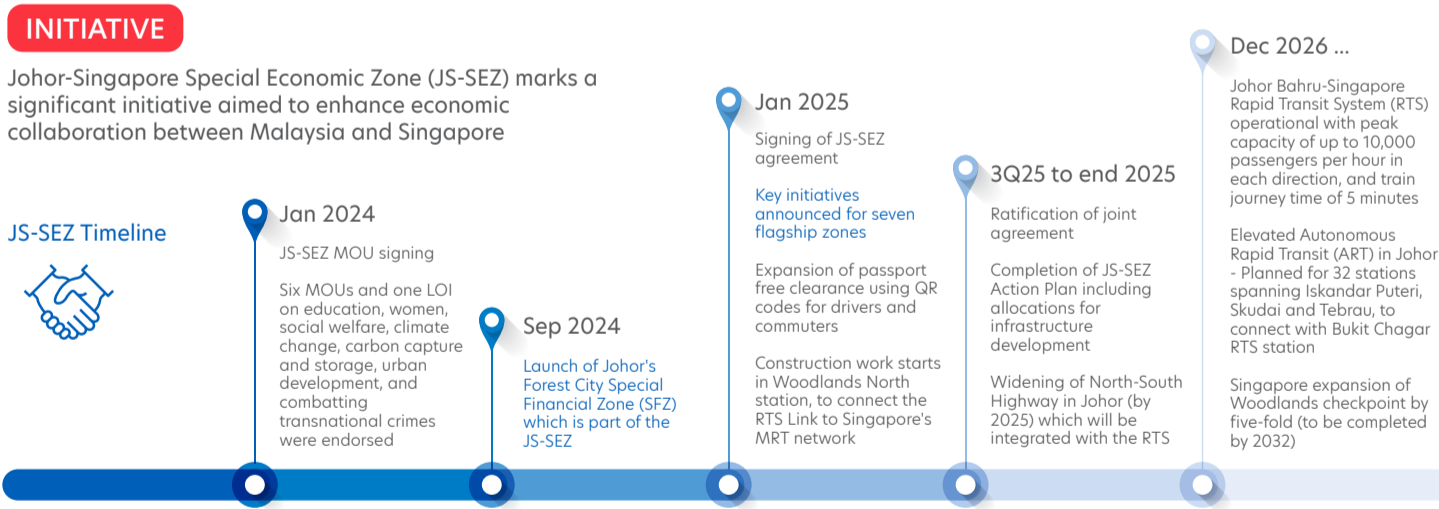 INITIATIVE
Johor-Singapore Special Economic Zone (JS-SEZ) marks a
significant initiative aimed to enhance economic
collaboration between Malaysia and Singapore
JS-SEZ Timeline
Jan 2024
JS-SEZ MOU signing
Six MOUs and one LOI
on education, women,
social welfare, climate
change, carbon capture
and storage, urban
development, and
combatting
transnational crimes
were endorsed
Sep 2024
Launch of Johor's
Forest City Special
Financial Zone (SFZ)
which is part of the
JS-SEZ
Jan 2025
Signing of JS-SEZ
agreement
Key initiatives
announced for seven
flagship zones
Expansion of passport
free clearance using QR
codes for drivers and
commuters
Construction work starts
in Woodlands North
station, to connect the
RTS Link to Singapore's
MRT network
3Q25 to end 2025
Ratification of joint
agreement
Completion of JS-SEZ
Action Plan including
allocations for
infrastructure
development
Widening of North-South
Highway in Johor (by
2025) which will be
integrated with the RTS
Dec 2026 ...
Johor Bahru-Singapore
Rapid Transit System (RTS)
operational with peak
capacity of up to 10,000
passengers per hour in
each direction, and train
journey time of 5 minutes
Elevated Autonomous
Rapid Transit (ART) in Johor
- Planned for 32 stations
spanning Iskandar Puteri,
Skudai and Tebrau, to
connect with Bukit Chagar
RTS station
Singapore expansion of
Woodlands checkpoint by
five-fold (to be completed
by 2032)